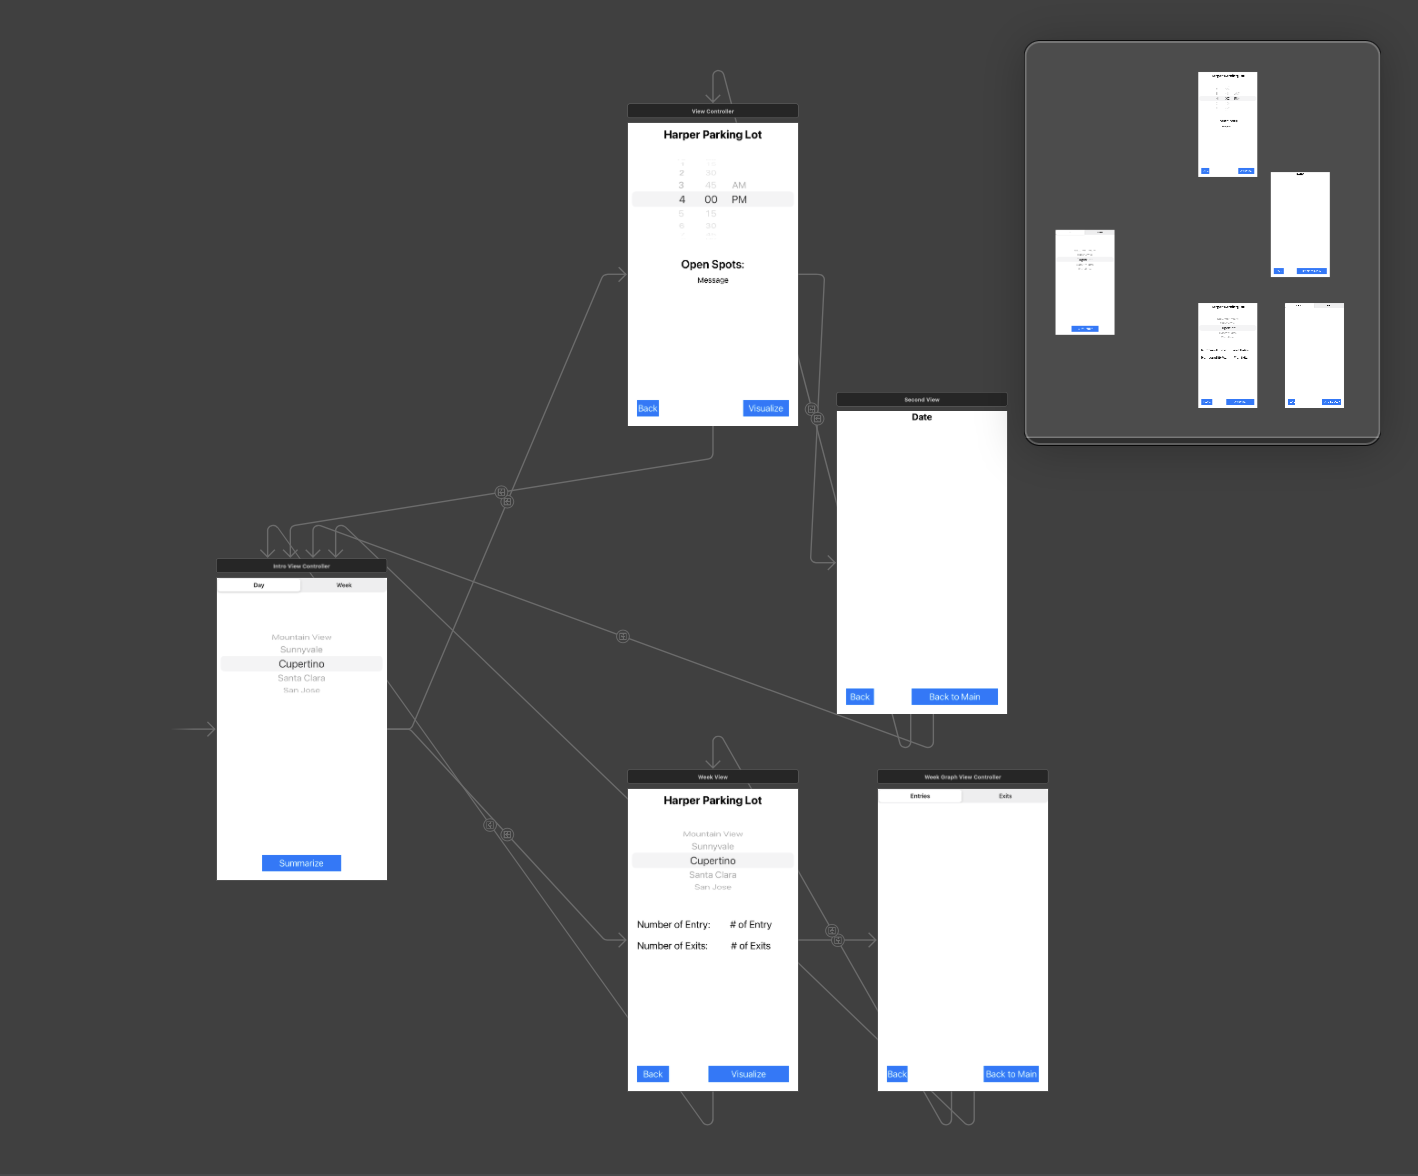 View Controller
Harper Parking Lot
2 30
3 45 AM
4 00 PM
5 15
6 30
Open Spots:
Message
Back Visualize
Second View
Date
Back Back to Main
Intro View Controller
Day Week
Mountain View
Sunnyvale
Cupertino
Santa Clara
San Jose
Summarize
Week View
Harper Parking Lot
Mountain View
Sunnyvale
Cupertino
Santa Clara
San Jose
Number of Entry: # of Entry
Number of Exits: # of Exits
Back Visualize
Week Graph View Controller
Entries Exits
Back Back to Main